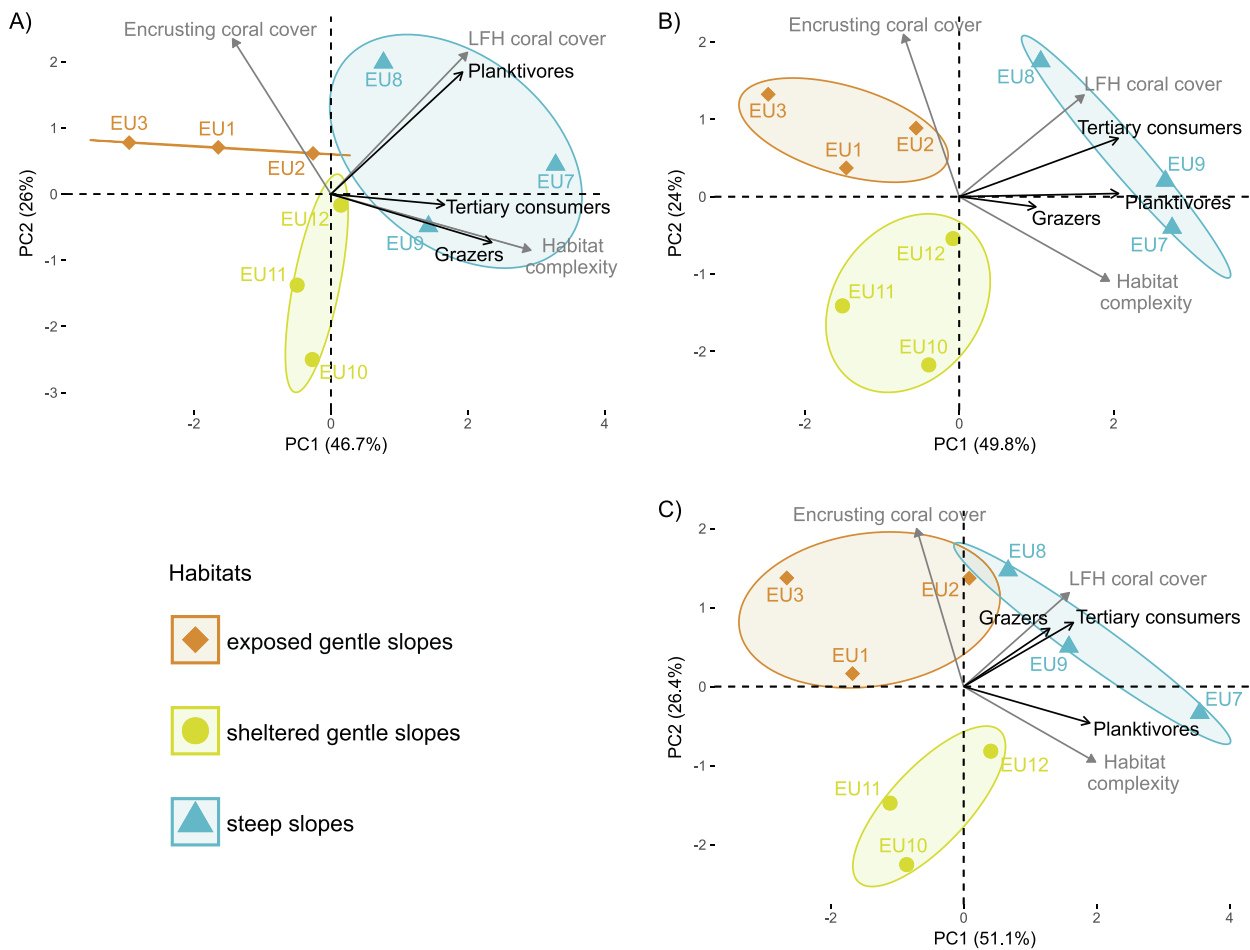 A)
Encrusting coral cover
LFH coral cover
Planktivores
EU8
EU3
EU1
EU2
EU7
EU12
Tertiary consumers
EU9
Grazers
Habitat
complexity
EU11
EU10
PC2 (26%)
2
1
0
-1
-2
-3
-2
0
2
4
PC1 (46.7%)
B)
Encrusting coral cover
EU8
LFH coral cover
EU3
EU2
EU1
Tertiary consumers
EU9
Planktivores
Grazers
EU7
EU12
EU11
Habitat
complexity
EU10
PC2 (24%)
2
1
0
-1
-2
-2
0
2
PC1 (49.8%)
Habitats
exposed gentle slopes
sheltered gentle slopes
steep slopes
C)
Encrusting coral cover
EU8
LFH coral cover
EU3
EU2
Grazers
Tertiary consumers
EU1
EU9
EU7
Planktivores
EU12
Habitat
complexity
EU11
EU10
PC2 (26.4%)
2
1
0
-1
-2
-2
0
2
4
PC1 (51.1%)